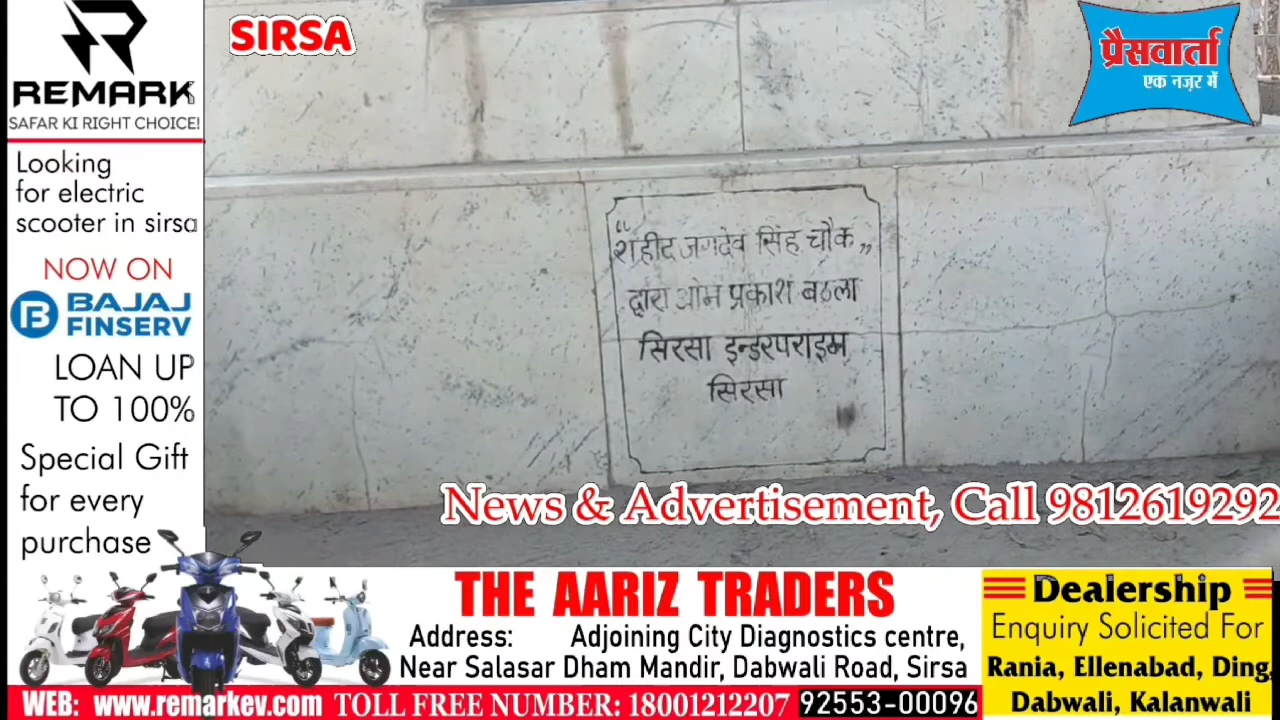 REMARK
SAFAR KI RIGHT CHOICE!
Looking
for electric
scooter in sirsa
NOW ON
BAJAJ
FINSERV
LOAN UP
TO 100%
Special Gift
for every
purchase
SIRSA
प्रैसवार्ता
एक नज़र में
“शहीद जगदेव सिंह चौक„
द्वारा ओम प्रकाश बठला
सिरसा इन्डरपराइज
सिरसा
News & Advertisement, Call 9812619292
THE AARIZ TRADERS
Address: Adjoining City Diagnostics centre,
Near Salasar Dham Mandir, Dabwali Road, Sirsa
Dealership
Enquiry Solicited For
Rania, Ellenabad, Ding,
Dabwali, Kalanwali
WEB: www.remarkev.com TOLL FREE NUMBER: 18001212207 92553-00096